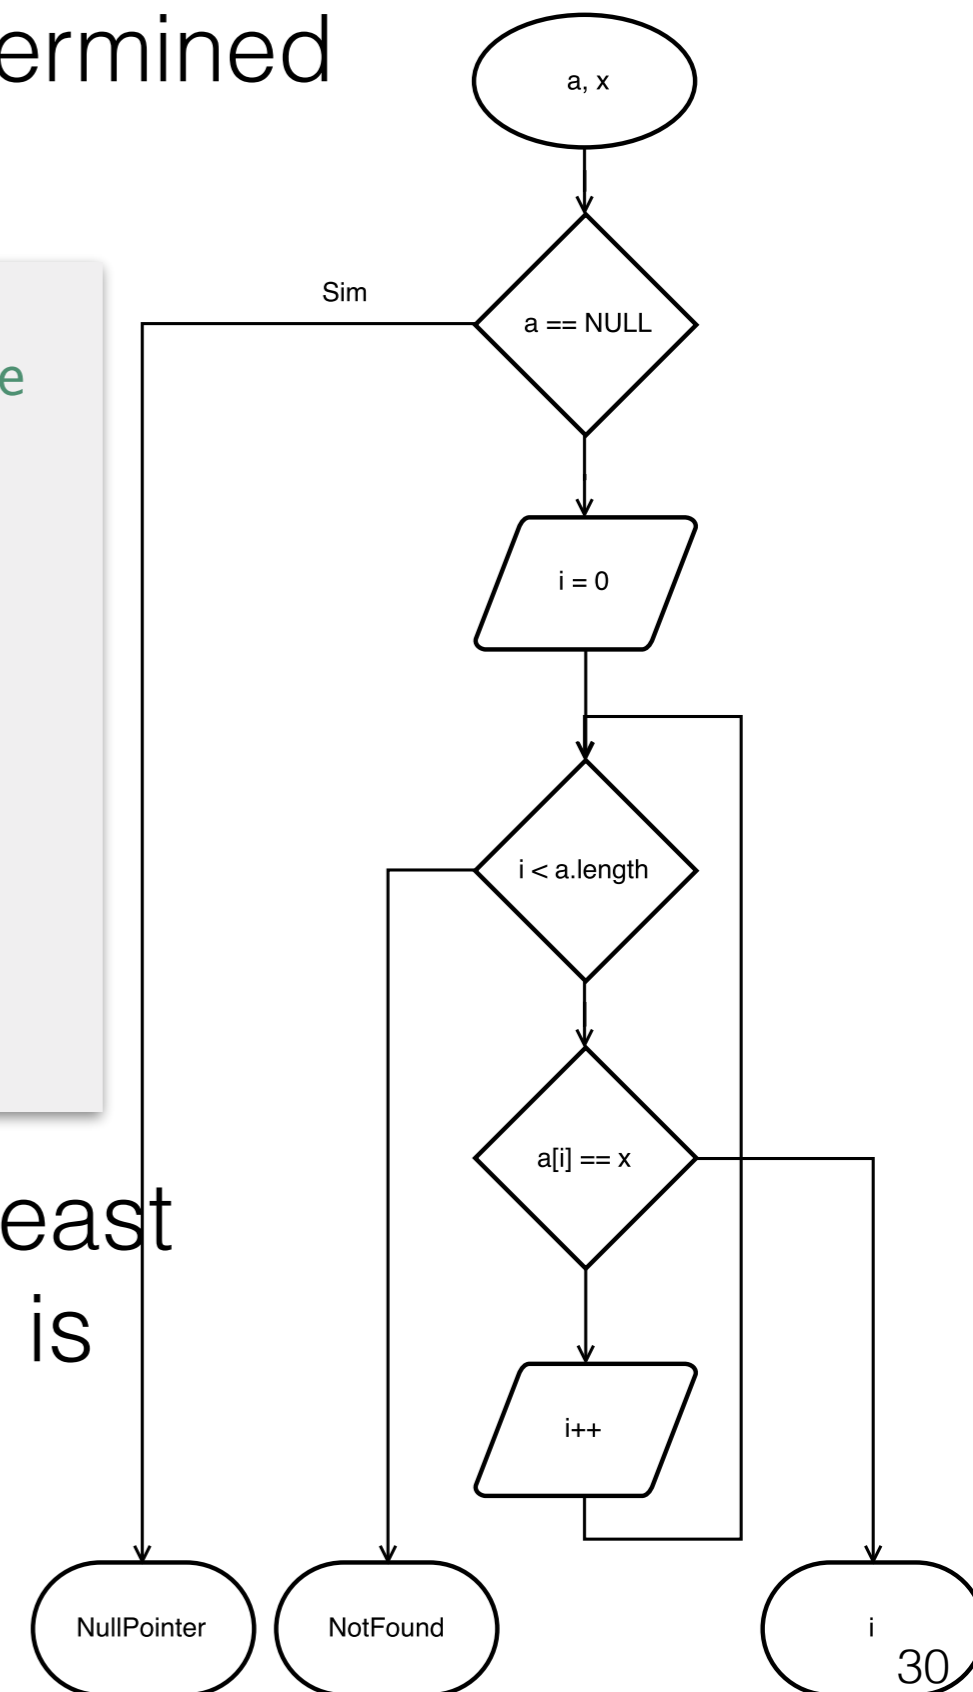 ermined
e
east
is
a, x
Sim
a == NULL
i = 0
i < a.length
a[i] == x
i++
NullPointer
NotFound
i
30